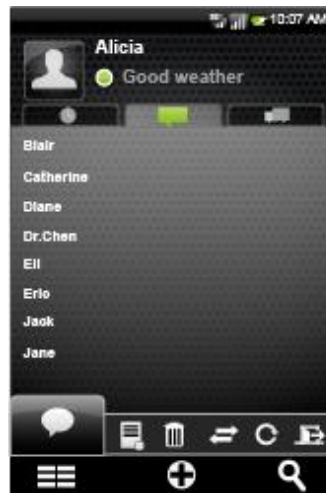 10:07 AM
Alicia
Good weather
Blair
Catherine
Diane
Dr.Chen
Eli
Eric
Jack
Jane